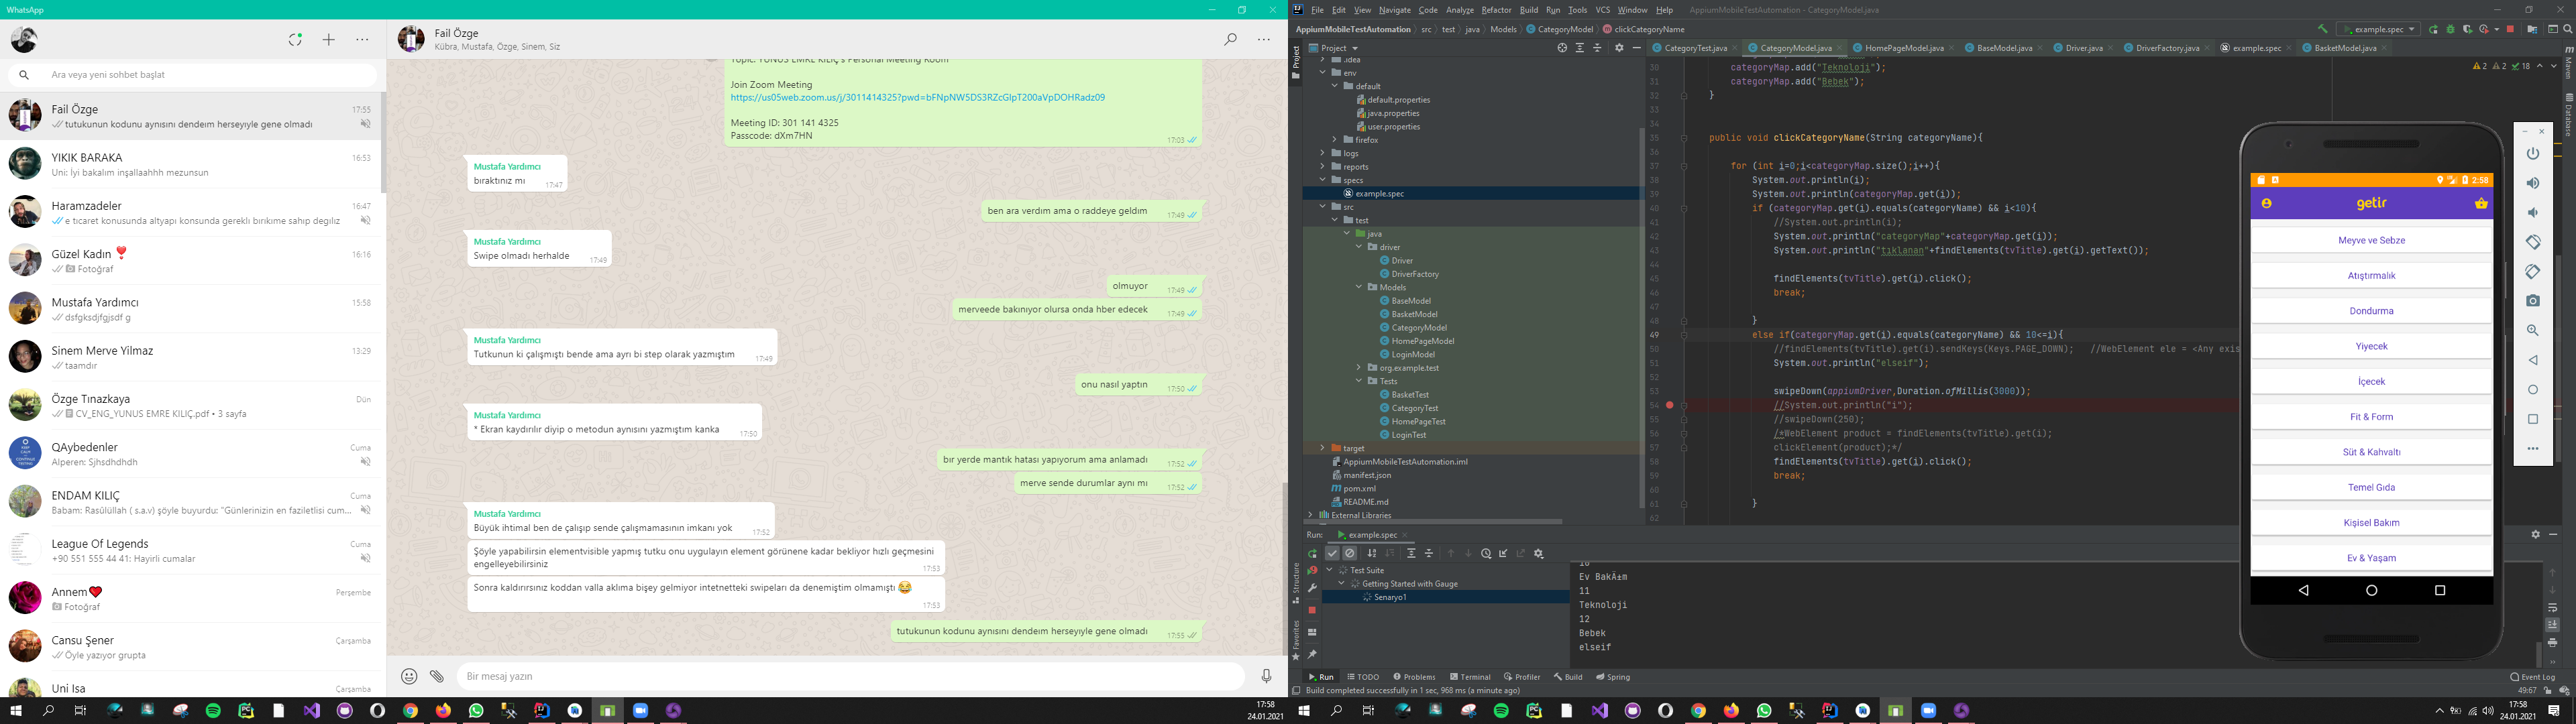 WhatsApp
Ara veya yeni sohbet başlat
Fail Özge
17:55
tutukunun kodunu aynısını dendeım herseyıyle gene olmadı
YIKIK BARAKA
16:53
Uni: İyi bakalım inşallaahhh mezunsun
Haramzadeler
16:47
e tıcaret konusunda altyapı konsunda gereklı bırıkıme sahıp degılız
Güzel Kadın
16:16
Fotoğraf
Mustafa Yardımcı
15:58
dsfgksdjfgjsdf g
Sinem Merve Yilmaz
13:29
taamdır
Özge Tınazkaya
Dün
CV_ENG_YUNUS EMRE KILIÇ.pdf • 3 sayfa
QAybedenler
Cuma
Alperen: Sjhsdhdhdh
ENDAM KILIÇ
Cuma
Babam: Rasûlüllah ( s.a.v) şöyle buyurdu: "Günlerinizin en faziletlisi cum...
League Of Legends
Cuma
+90 551 555 44 41: Hayirli cumalar
Annem
Perşembe
Fotoğraf
Cansu Şener
Çarşamba
Öyle yazıyor grupta
Uni Isa
Çarşamba
Fail Özge
Kübra, Mustafa, Özge, Sinem, Siz
Topic: YUNUS EMRE KILIÇ's Personal Meeting Room
Join Zoom Meeting
https://us05web.zoom.us/j/3011414325?pwd=bFNpNW5DS3RZcGlpT200aVpDOHRadz09
Meeting ID: 301 141 4325
Passcode: dXm7HN
17:03
Mustafa Yardımcı
bıraktınız mı
17:47
ben ara verdım ama o raddeye geldım
17:49
Mustafa Yardımcı
Swipe olmadı herhalde
17:49
olmuyor
17:49
merveede bakınıyor olursa onda hber edecek
17:49
Mustafa Yardımcı
Tutkunun ki çalışmıştı bende ama ayrı bi step olarak yazmıştım
17:49
onu nasıl yaptın
17:50
Mustafa Yardımcı
* Ekran kaydırılır diyip o metodun aynısını yazmıştım kanka
17:50
bır yerde mantık hatası yapıyorum ama anlamadı
17:52
merve sende durumlar aynı mı
17:52
Mustafa Yardımcı
Büyük ihtimal ben de çalışıp sende çalışmamasının imkanı yok
17:52
Şöyle yapabilirsin elementvisible yapmış tutku onu uygulayın element görünene kadar bekliyor hızlı geçmesini
engelleyebilirsiniz
17:53
Sonra kaldırırsınız koddan valla aklıma bişey gelmiyor intetnetteki swipeları da denemiştim olmamıştı
17:53
tutukunun kodunu aynısını dendeım herseyıyle gene olmadı
17:55
Bir mesaj yazın
17:58
24.01.2021
File Edit View Navigate Code Analyze Refactor Build Run Tools VCS Window Help
AppiumMobileTestAutomation - CategoryModel.java
AppiumMobileTestAutomation src test java Models CategoryModel clickCategoryName
example.spec
Project
CategoryTest.java CategoryModel.java HomePageModel.java BaseModel.java Driver.java DriverFactory.java example.spec BasketModel.java
Project
Maven
Database
Structure
Favorites
.idea
env
default
default.properties
java.properties
user.properties
firefox
logs
reports
specs
example.spec
src
test
java
driver
Driver
DriverFactory
Models
BaseModel
BasketModel
CategoryModel
HomePageModel
LoginModel
org.example.test
Tests
BasketTest
CategoryTest
HomePageTest
LoginTest
target
AppiumMobileTestAutomation.iml
manifest.json
pom.xml
README.md
External Libraries
2 2 18
30 categoryMap.add("Teknoloji");
31 categoryMap.add("Bebek");
32 }
33
34
35 public void clickCategoryName(String categoryName){
36
37 for (int i=0;i<categoryMap.size();i++){
38 System.out.println(i);
39 System.out.println(categoryMap.get(i));
40 if (categoryMap.get(i).equals(categoryName) && i<10){
41 //System.out.println(i);
42 System.out.println("categoryMap"+categoryMap.get(i));
43 System.out.println("tıklanan"+findElements(tvTitle).get(i).getText());
44
45 findElements(tvTitle).get(i).click();
46 break;
47
48 }
49 else if(categoryMap.get(i).equals(categoryName) && 10<=i){
50 //findElements(tvTitle).get(i).sendKeys(Keys.PAGE_DOWN); //WebElement ele = <Any exis
51 System.out.println("elseif");
52
53 swipeDown(appiumDriver,Duration.ofMillis(3000));
54 //System.out.println("i");
55 //swipeDown(250);
56 /*WebElement product = findElements(tvTitle).get(i);
57 clickElement(product);*/
58 findElements(tvTitle).get(i).click();
59 break;
60
61 }
62
2:58
getir
Meyve ve Sebze
Atıştırmalık
Dondurma
Yiyecek
İçecek
Fit & Form
Süt & Kahvaltı
Temel Gıda
Kişisel Bakım
Ev & Yaşam
Run: example.spec
Test Suite
Getting Started with Gauge
Senaryo1
10
Ev BakÄ±m
11
Teknoloji
12
Bebek
elseif
Run TODO Problems Terminal Profiler Build Spring
Event Log
Build completed successfully in 1 sec, 968 ms (a minute ago)
49:67
17:58
24.01.2021